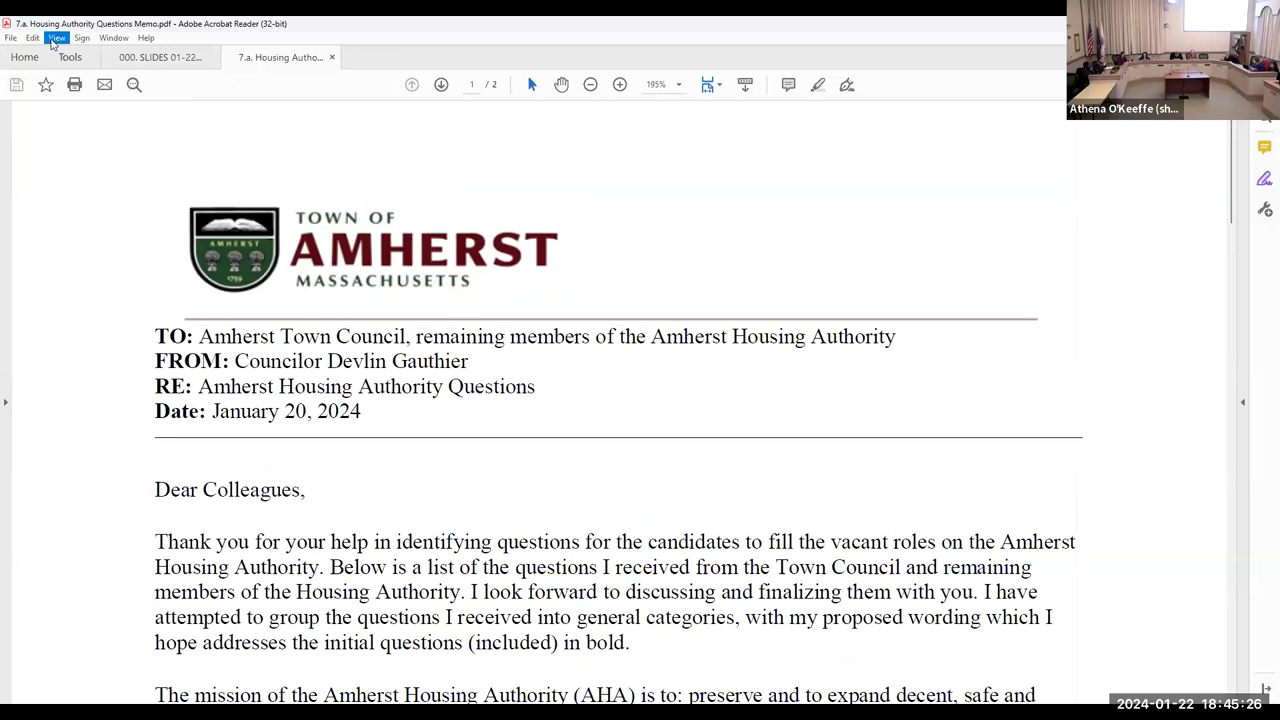 7.a. Housing Authority Questions Memo.pdf - Adobe Acrobat Reader (32-bit)
File Edit View Sign Window Help
Home Tools 000. SLIDES 01-22... 7.a. Housing Autho... ×
1 / 2 195%
Athena O'Keeffe (sh...
AMHERST
1759
TOWN OF
AMHERST
MASSACHUSETTS
TO: Amherst Town Council, remaining members of the Amherst Housing Authority
FROM: Councilor Devlin Gauthier
RE: Amherst Housing Authority Questions
Date: January 20, 2024
Dear Colleagues,
Thank you for your help in identifying questions for the candidates to fill the vacant roles on the Amherst
Housing Authority. Below is a list of the questions I received from the Town Council and remaining
members of the Housing Authority. I look forward to discussing and finalizing them with you. I have
attempted to group the questions I received into general categories, with my proposed wording which I
hope addresses the initial questions (included) in bold.
The mission of the Amherst Housing Authority (AHA) is to: preserve and to expand decent, safe and
2024-01-22 18:45:26